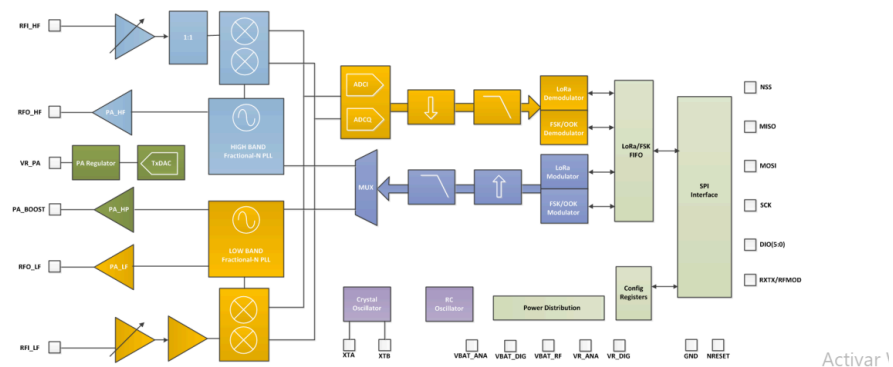 RFI_HF
1:1
RFO_HF
PA_HF
HIGH BAND
Fractional-N PLL
VR_PA
PA Regulator
TxDAC
PA_BOOST
PA_HP
RFO_LF
PA_LF
LOW BAND
Fractional-N PLL
RFI_LF
ADCI
ADCQ
MUX
LoRa
Demodulator
FSK/OOK
Demodulator
LoRa
Modulator
FSK/OOK
Modulator
LoRa/FSK
FIFO
SPI
Interface
NSS
MISO
MOSI
SCK
DIO(5:0)
RXTX/RFMOD
Crystal
Oscillator
RC
Oscillator
Power Distribution
Config
Registers
XTA
XTB
VBAT_ANA
VBAT_DIG
VBAT_RF
VR_ANA
VR_DIG
GND
NRESET
Activar